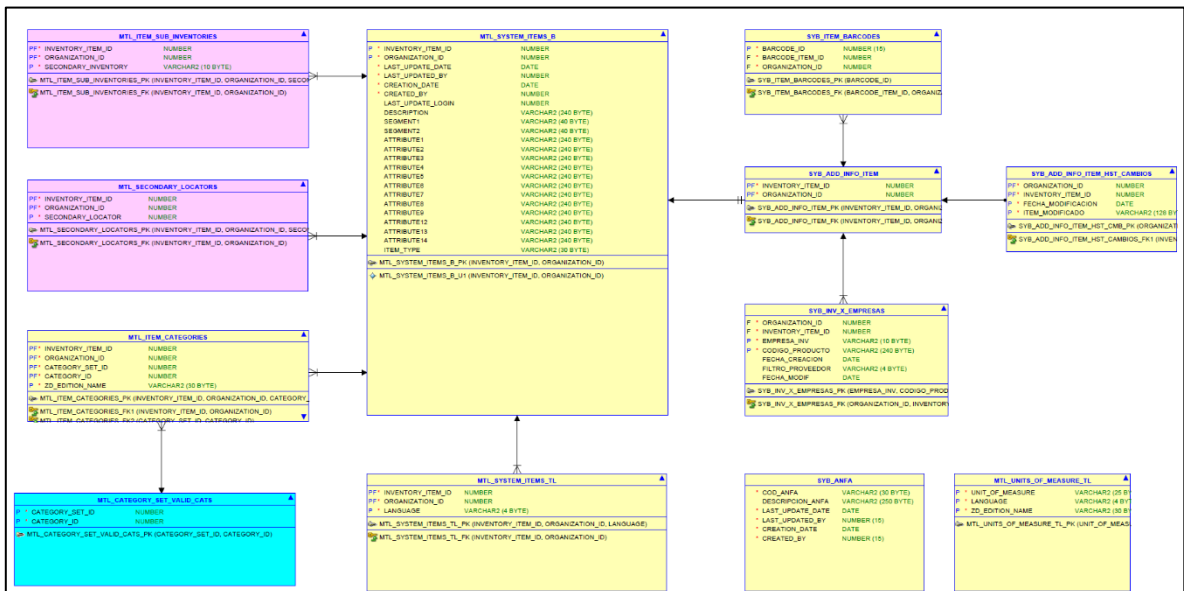 MTL_ITEM_SUB_INVENTORIES
PF* INVENTORY_ITEM_ID NUMBER
PF* ORGANIZATION_ID NUMBER
P * SECONDARY_INVENTORY VARCHAR2 (10 BYTE)
MTL_ITEM_SUB_INVENTORIES_PK (INVENTORY_ITEM_ID, ORGANIZATION_ID, SECO
MTL_ITEM_SUB_INVENTORIES_FK (INVENTORY_ITEM_ID, ORGANIZATION_ID)
MTL_SECONDARY_LOCATORS
PF* INVENTORY_ITEM_ID NUMBER
PF* ORGANIZATION_ID NUMBER
P * SECONDARY_LOCATOR NUMBER
MTL_SECONDARY_LOCATORS_PK (INVENTORY_ITEM_ID, ORGANIZATION_ID, SECO
MTL_SECONDARY_LOCATORS_FK (INVENTORY_ITEM_ID, ORGANIZATION_ID)
MTL_ITEM_CATEGORIES
PF* INVENTORY_ITEM_ID NUMBER
PF* ORGANIZATION_ID NUMBER
PF* CATEGORY_SET_ID NUMBER
PF* CATEGORY_ID NUMBER
P * ZD_EDITION_NAME VARCHAR2 (30 BYTE)
MTL_ITEM_CATEGORIES_PK (INVENTORY_ITEM_ID, ORGANIZATION_ID, CATEGORY_
MTL_ITEM_CATEGORIES_FK1 (INVENTORY_ITEM_ID, ORGANIZATION_ID)
MTL_ITEM_CATEGORIES_FK2 (CATEGORY_SET_ID, CATEGORY_ID)
MTL_CATEGORY_SET_VALID_CATS
P * CATEGORY_SET_ID NUMBER
P * CATEGORY_ID NUMBER
MTL_CATEGORY_SET_VALID_CATS_PK (CATEGORY_SET_ID, CATEGORY_ID)
MTL_SYSTEM_ITEMS_B
P * INVENTORY_ITEM_ID NUMBER
P * ORGANIZATION_ID NUMBER
* LAST_UPDATE_DATE DATE
* LAST_UPDATED_BY NUMBER
* CREATION_DATE DATE
* CREATED_BY NUMBER
LAST_UPDATE_LOGIN NUMBER
DESCRIPTION VARCHAR2 (240 BYTE)
SEGMENT1 VARCHAR2 (40 BYTE)
SEGMENT2 VARCHAR2 (40 BYTE)
ATTRIBUTE1 VARCHAR2 (240 BYTE)
ATTRIBUTE2 VARCHAR2 (240 BYTE)
ATTRIBUTE3 VARCHAR2 (240 BYTE)
ATTRIBUTE4 VARCHAR2 (240 BYTE)
ATTRIBUTE5 VARCHAR2 (240 BYTE)
ATTRIBUTE6 VARCHAR2 (240 BYTE)
ATTRIBUTE7 VARCHAR2 (240 BYTE)
ATTRIBUTE8 VARCHAR2 (240 BYTE)
ATTRIBUTE9 VARCHAR2 (240 BYTE)
ATTRIBUTE12 VARCHAR2 (240 BYTE)
ATTRIBUTE13 VARCHAR2 (240 BYTE)
ATTRIBUTE14 VARCHAR2 (240 BYTE)
ITEM_TYPE VARCHAR2 (30 BYTE)
MTL_SYSTEM_ITEMS_B_PK (INVENTORY_ITEM_ID, ORGANIZATION_ID)
MTL_SYSTEM_ITEMS_B_U1 (INVENTORY_ITEM_ID, ORGANIZATION_ID)
MTL_SYSTEM_ITEMS_TL
PF* INVENTORY_ITEM_ID NUMBER
PF* ORGANIZATION_ID NUMBER
P * LANGUAGE VARCHAR2 (4 BYTE)
MTL_SYSTEM_ITEMS_TL_PK (INVENTORY_ITEM_ID, ORGANIZATION_ID, LANGUAGE)
MTL_SYSTEM_ITEMS_TL_FK (INVENTORY_ITEM_ID, ORGANIZATION_ID)
SYB_ITEM_BARCODES
P * BARCODE_ID NUMBER (15)
F * BARCODE_ITEM_ID NUMBER
F * ORGANIZATION_ID NUMBER
SYB_ITEM_BARCODES_PK (BARCODE_ID)
SYB_ITEM_BARCODES_FK (BARCODE_ITEM_ID, ORGANIZ
SYB_ADD_INFO_ITEM
PF* INVENTORY_ITEM_ID NUMBER
PF* ORGANIZATION_ID NUMBER
SYB_ADD_INFO_ITEM_PK (INVENTORY_ITEM_ID, ORGANI
SYB_ADD_INFO_ITEM_FK (INVENTORY_ITEM_ID, ORGANI
SYB_ADD_INFO_ITEM_HST_CAMBIOS
PF* ORGANIZATION_ID NUMBER
PF* INVENTORY_ITEM_ID NUMBER
P * FECHA_MODIFICACION DATE
P * ITEM_MODIFICADO VARCHAR2 (128 BY
SYB_ADD_INFO_ITEM_HST_CMB_PK (ORGANIZATI
SYB_ADD_INFO_ITEM_HST_CAMBIOS_FK1 (INVEN
SYB_INV_X_EMPRESAS
F * ORGANIZATION_ID NUMBER
F * INVENTORY_ITEM_ID NUMBER
P * EMPRESA_INV VARCHAR2 (10 BYTE)
P * CODIGO_PRODUCTO VARCHAR2 (240 BYTE)
FECHA_CREACION DATE
FILTRO_PROVEEDOR VARCHAR2 (4 BYTE)
FECHA_MODIF DATE
SYB_INV_X_EMPRESAS_PK (EMPRESA_INV, CODIGO_PROD
SYB_INV_X_EMPRESAS_FK (ORGANIZATION_ID, INVENTORY
SYB_ANFA
* COD_ANFA VARCHAR2 (30 BYTE)
* DESCRIPCION_ANFA VARCHAR2 (250 BYTE)
* LAST_UPDATE_DATE DATE
* LAST_UPDATED_BY NUMBER (15)
* CREATION_DATE DATE
* CREATED_BY NUMBER (15)
MTL_UNITS_OF_MEASURE_TL
P * UNIT_OF_MEASURE VARCHAR2 (25 BY
P * LANGUAGE VARCHAR2 (4 BY
P * ZD_EDITION_NAME VARCHAR2 (30 B
MTL_UNITS_OF_MEASURE_TL_PK (UNIT_OF_MEAS